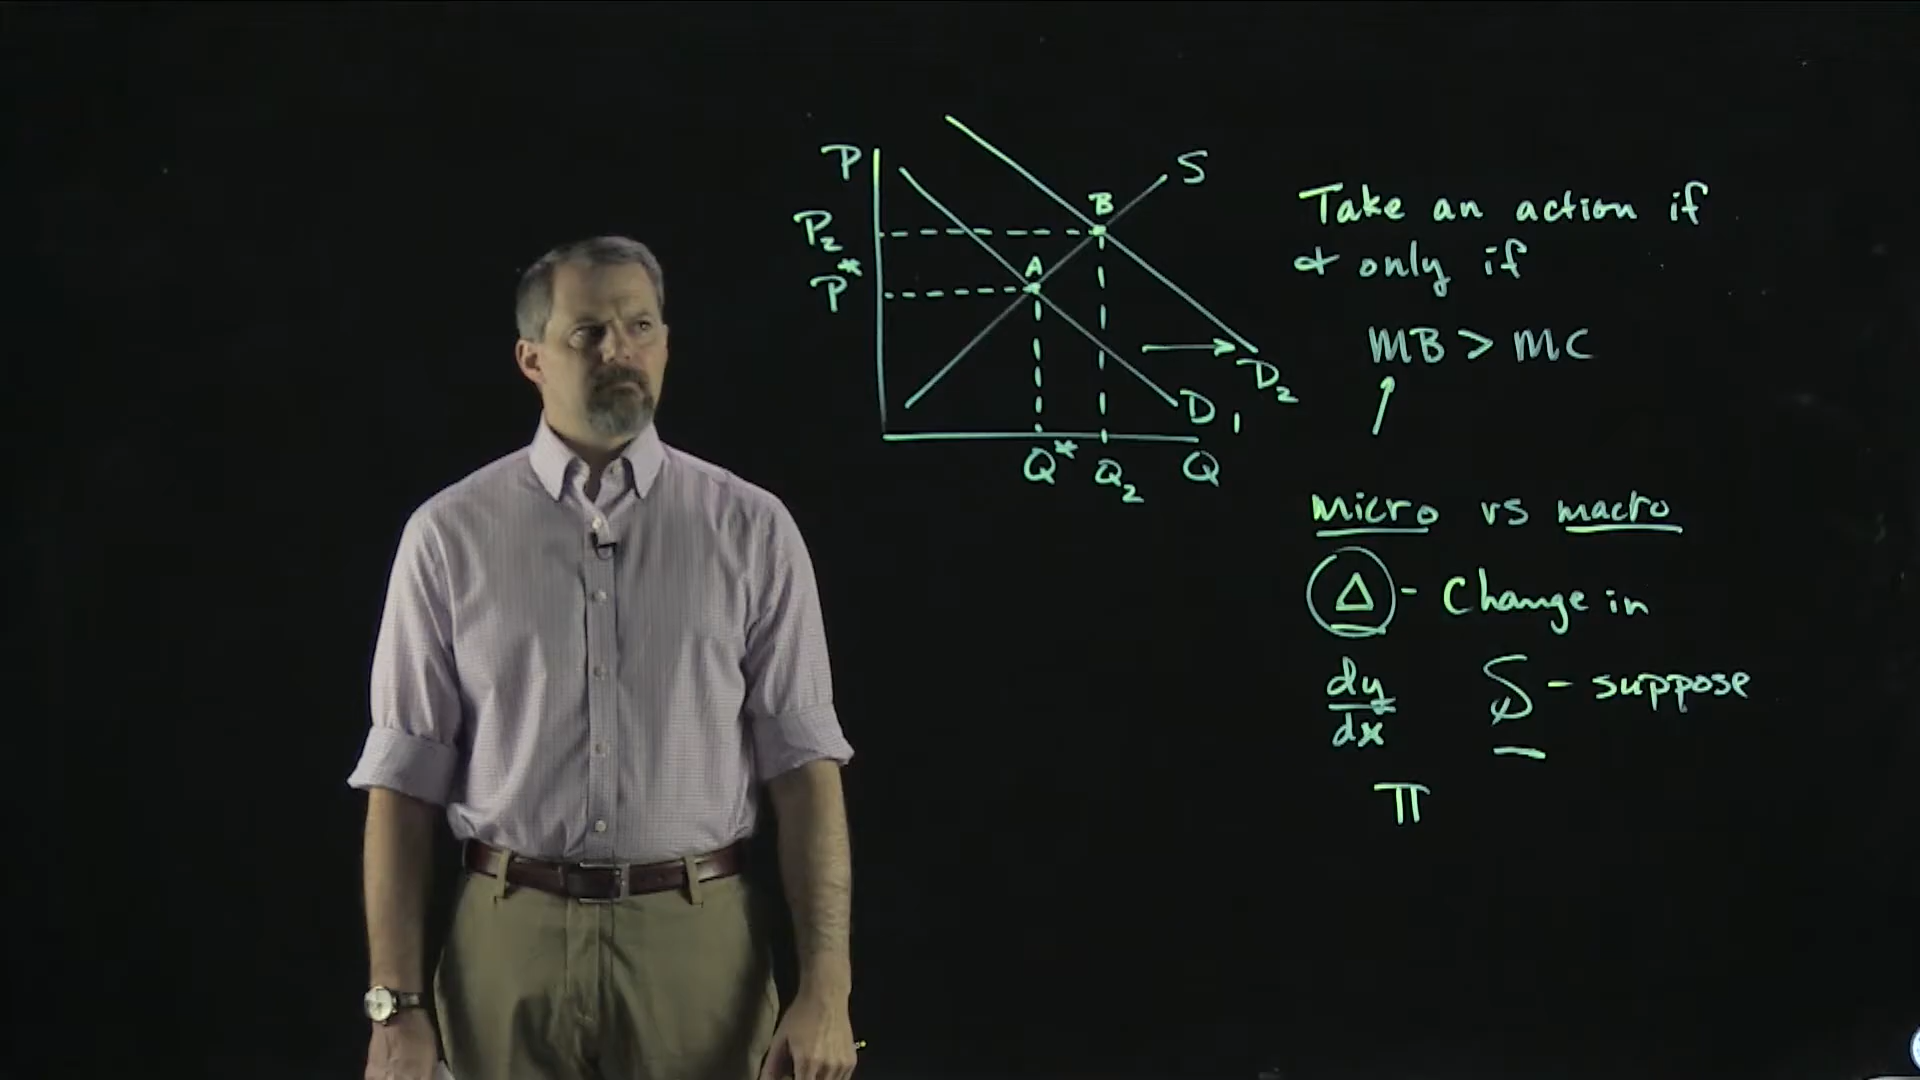 P
S
B
P₂
A
P*
D₂
D₁
Q* Q₂ Q
Take an action if
& only if
MB > MC
micro vs macro
Δ - Change in
dy/dx S - suppose
π